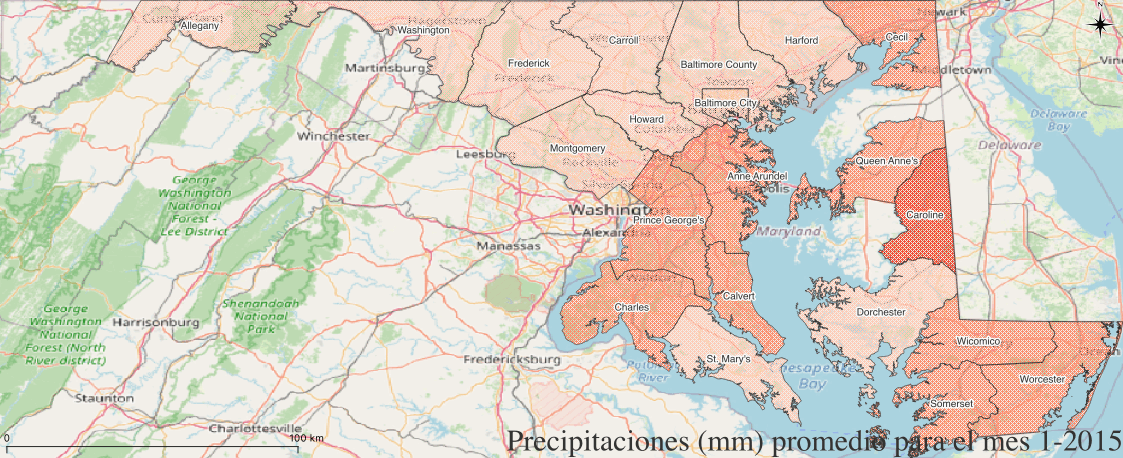 Cumberland
Allegany
Hagerstown
Washington
Carroll
Harford
Cecil
Newark
N
Frederick
Frederick
Baltimore County
Towson
Martinsburg
Middletown
Baltimore City
Howard
Columbia
Winchester
Montgomery
Rockville
Leesburg
Delaware
Bay
Delaware
Queen Anne's
George
Washington
National
Forest -
Lee District
Anne Arundel
Washington
Prince George's
Caroline
Maryland
Manassas
Waldorf
Charles
Calvert
Dorchester
Shenandoah
National
Park
George
Washington
National
Forest (North
River district)
Harrisonburg
Wicomico
Fredericksburg
St. Mary's
River
Chesapeake
Bay
Worcester
Ocean
Somerset
Staunton
Charlottesville
0
100 km
Precipitaciones (mm) promedio para el mes 1-2015